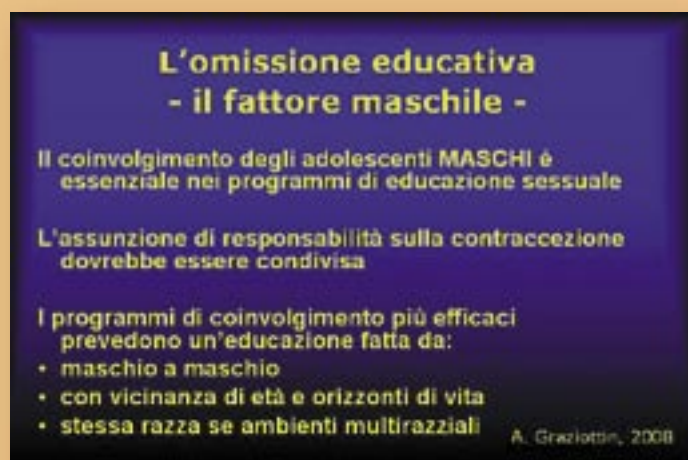 L'omissione educativa
- il fattore maschile -
Il coinvolgimento degli adolescenti MASCHI è
essenziale nei programmi di educazione sessuale
L'assunzione di responsabilità sulla contraccezione
dovrebbe essere condivisa
I programmi di coinvolgimento più efficaci
prevedono un'educazione fatta da:
• maschio a maschio
• con vicinanza di età e orizzonti di vita
• stessa razza se ambienti multirazziali
A. Graziottin, 2008